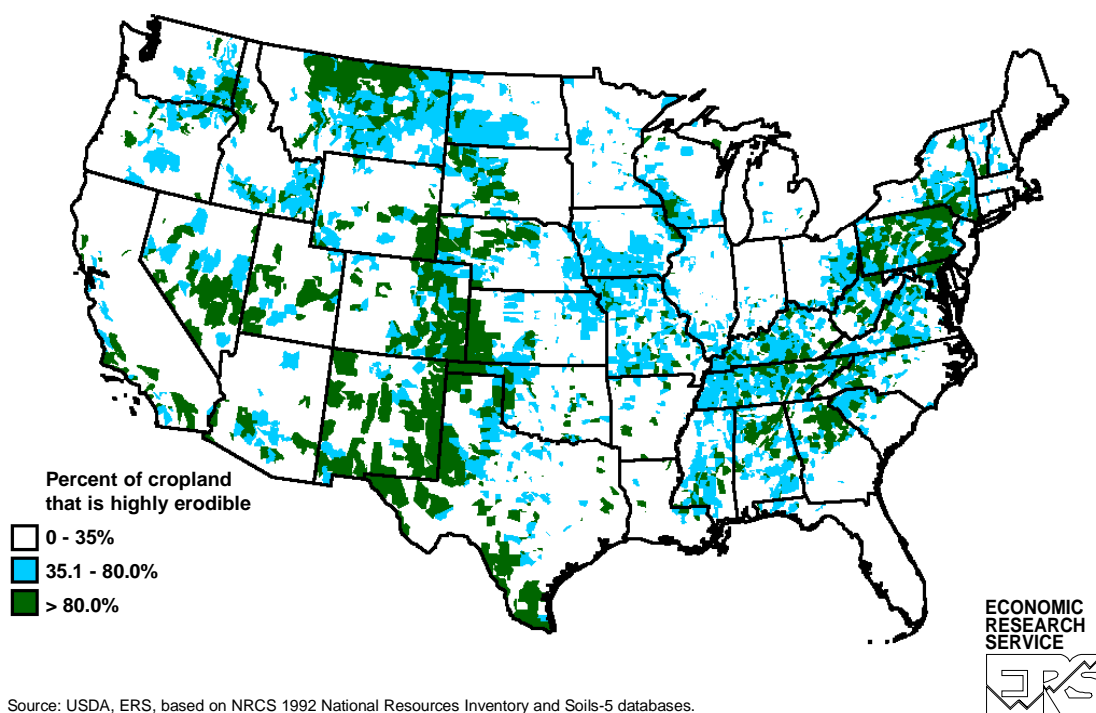 Percent of cropland
that is highly erodible
0 - 35%
35.1 - 80.0%
> 80.0%
ECONOMIC
RESEARCH
SERVICE
ERS
Source: USDA, ERS, based on NRCS 1992 National Resources Inventory and Soils-5 databases.